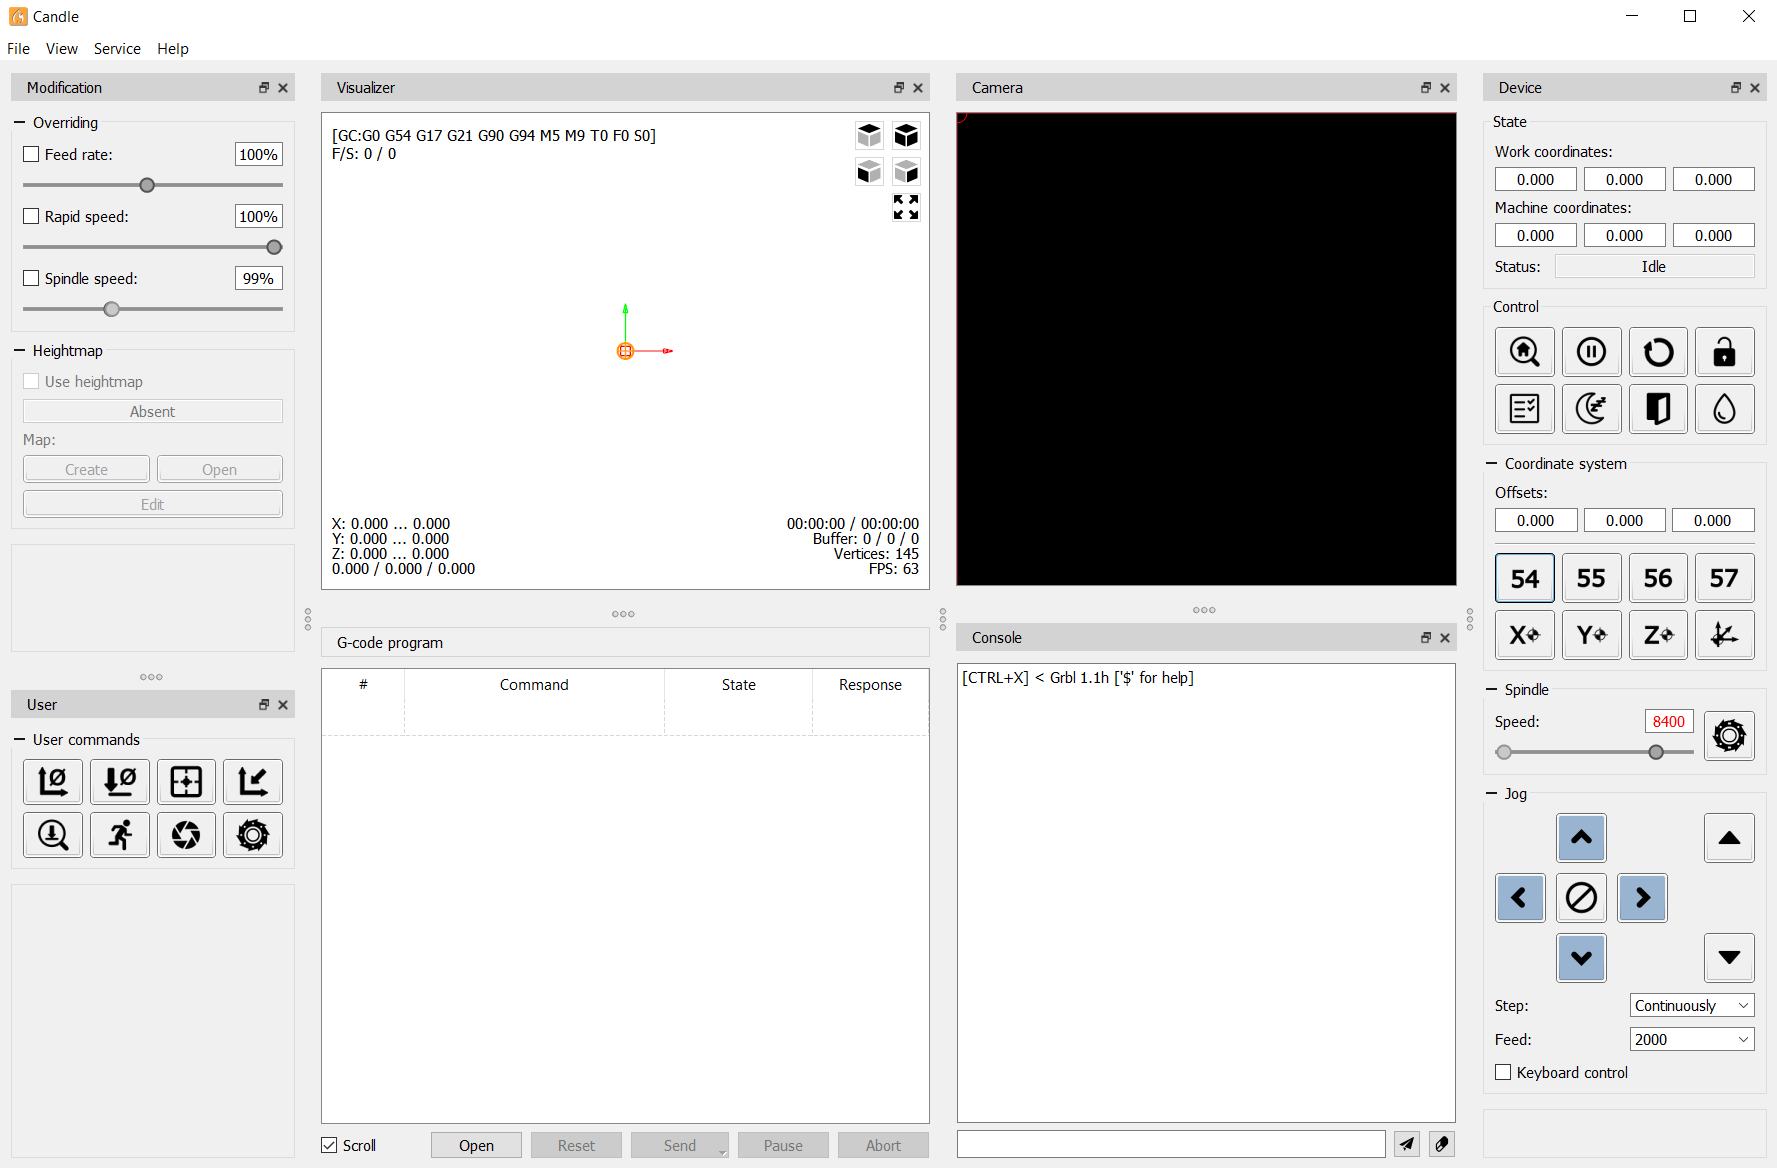 Candle
File View Service Help
Modification
Overriding
Feed rate: 100%
Rapid speed: 100%
Spindle speed: 99%
Heightmap
Use heightmap
Absent
Map:
Create Open
Edit
User
User commands
Visualizer
[GC:G0 G54 G17 G21 G90 G94 M5 M9 T0 F0 S0]
F/S: 0 / 0
X: 0.000 ... 0.000
Y: 0.000 ... 0.000
Z: 0.000 ... 0.000
0.000 / 0.000 / 0.000
00:00:00 / 00:00:00
Buffer: 0 / 0 / 0
Vertices: 145
FPS: 63
G-code program
# Command State Response
Scroll Open Reset Send Pause Abort
Camera
Console
[CTRL+X] < Grbl 1.1h ['$' for help]
Device
State
Work coordinates:
0.000 0.000 0.000
Machine coordinates:
0.000 0.000 0.000
Status: Idle
Control
Coordinate system
Offsets:
0.000 0.000 0.000
54 55 56 57
X Y Z
Spindle
Speed: 8400
Jog
Step: Continuously
Feed: 2000
Keyboard control